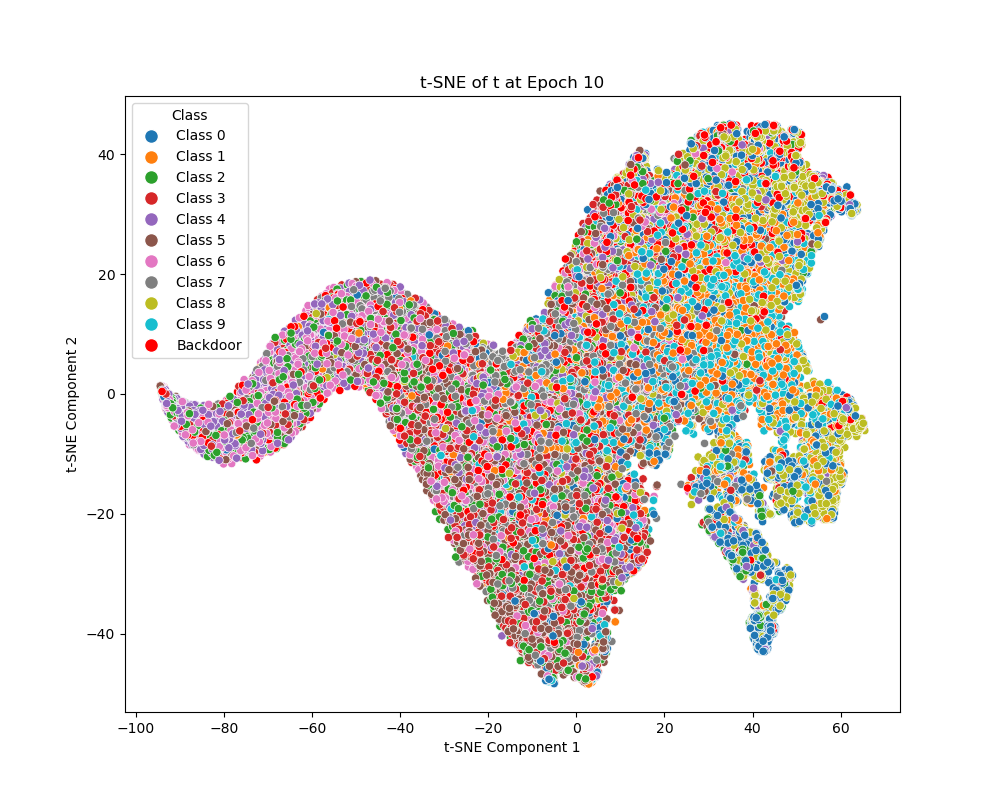 t-SNE of t at Epoch 10
Class
Class 0
Class 1
Class 2
Class 3
Class 4
Class 5
Class 6
Class 7
Class 8
Class 9
Backdoor
40
20
0
−20
−40
t-SNE Component 2
−100 −80 −60 −40 −20 0 20 40 60
t-SNE Component 1